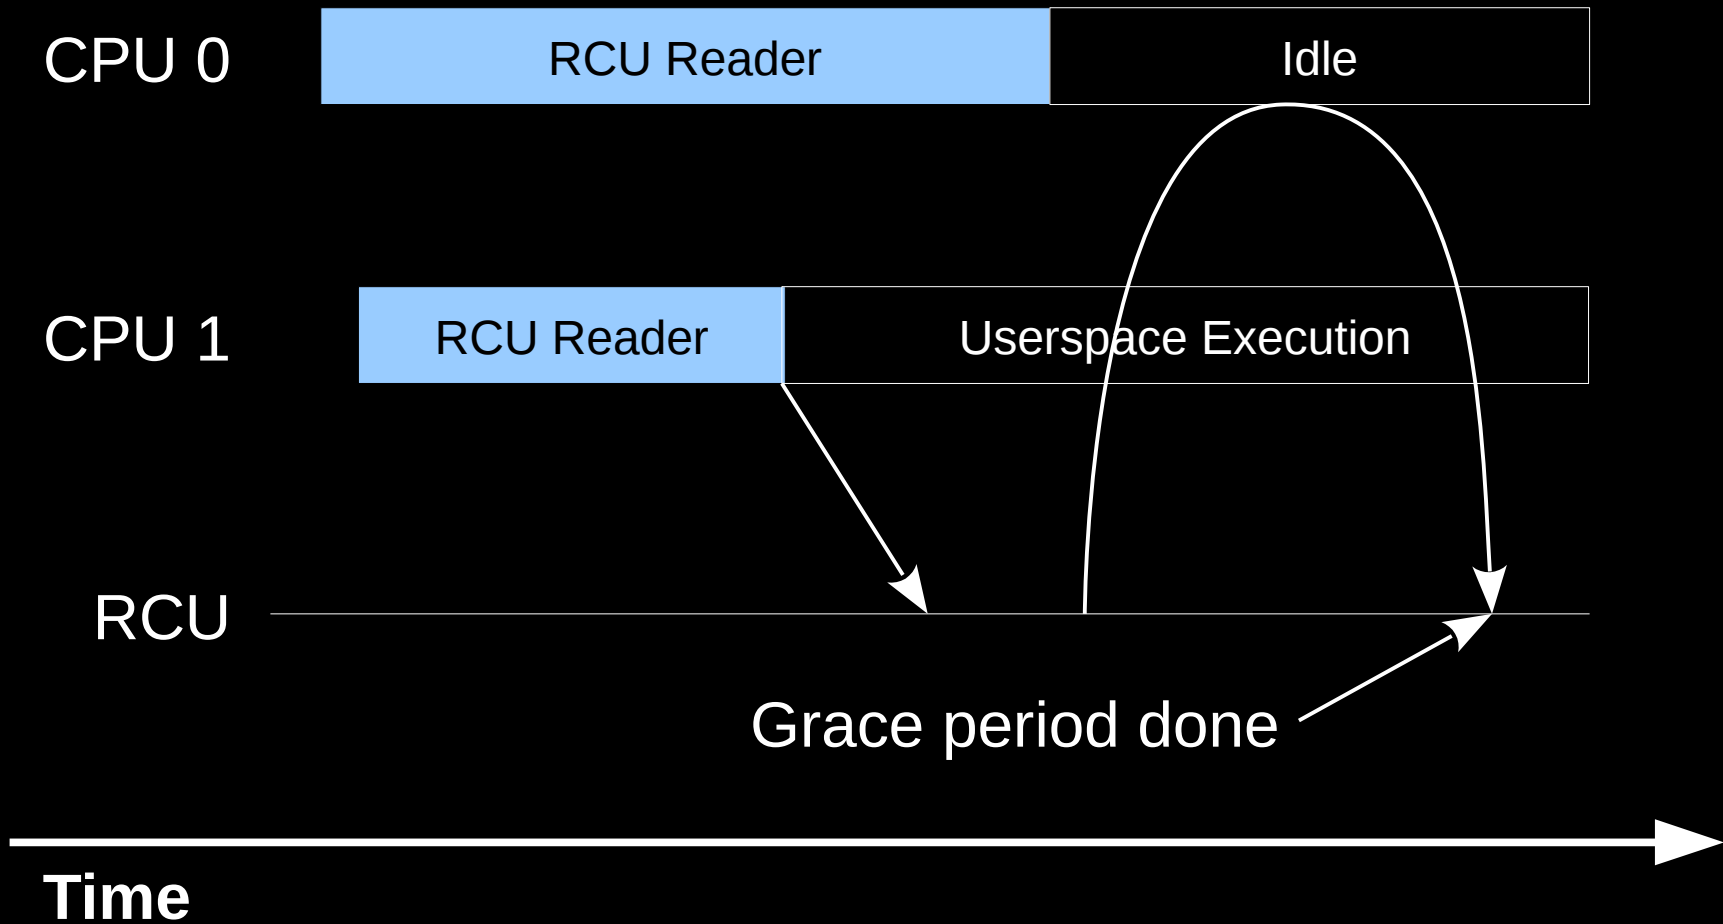 CPU 0
RCU Reader
Idle
CPU 1
RCU Reader
Userspace Execution
RCU
Grace period done
Time